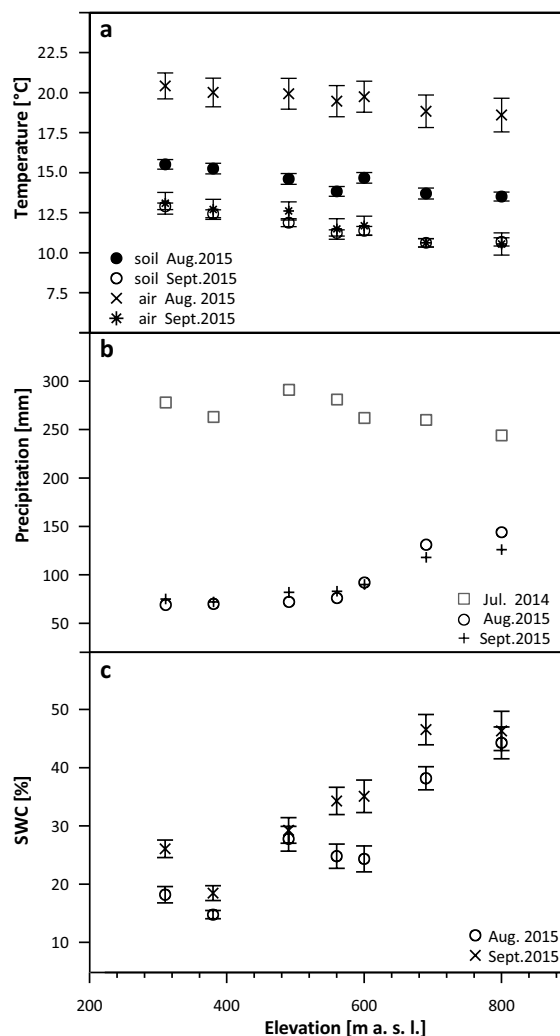 a
Temperature [°C]
22.5
20.0
17.5
15.0
12.5
10.0
7.5
soil Aug.2015
soil Sept.2015
air Aug. 2015
air Sept.2015
b
Precipitation [mm]
300
250
200
150
100
50
Jul. 2014
Aug.2015
Sept.2015
c
SWC [%]
50
40
30
20
10
Aug. 2015
Sept.2015
200 400 600 800
Elevation [m a. s. l.]